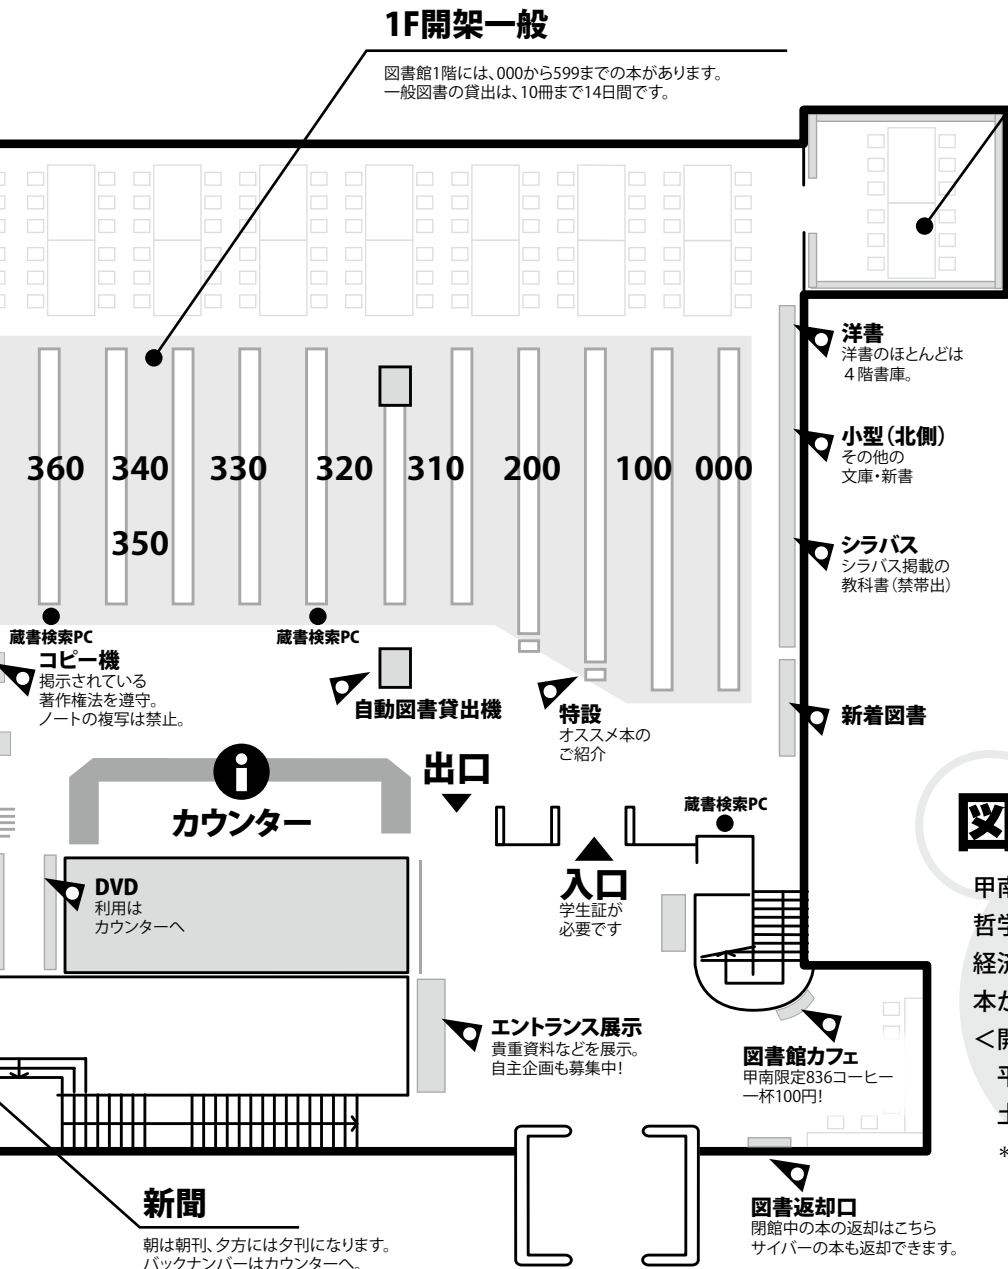 1F開架一般
図書館1階には、000から599までの本があります。
一般図書の貸出は、10冊まで14日間です。
洋書
洋書のほとんどは
４階書庫。
小型（北側）
その他の
文庫・新書
シラバス
シラバス掲載の
教科書（禁帯出）
360 340 330 320 310 200 100 000
350
蔵書検索PC
蔵書検索PC
コピー機
掲示されている
著作権法を遵守。
ノートの複写は禁止。
自動図書貸出機
特設
オススメ本の
ご紹介
新着図書
i
カウンター
出口
蔵書検索PC
入口
学生証が
必要です
DVD
利用は
カウンターへ
エントランス展示
貴重資料などを展示。
自主企画も募集中！
図書館カフェ
甲南限定836コーヒー
一杯100円！
図
甲南
哲学
経済
本が
＜開
平
土
＊
新聞
朝は朝刊、夕方には夕刊になります。
バックナンバーはカウンターへ。
図書返却口
閉館中の本の返却はこちら
サイバーの本も返却できます。